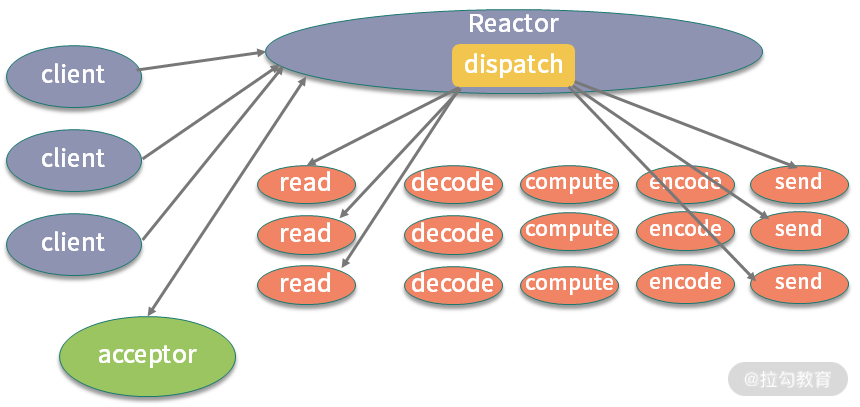 Reactor
dispatch
client
client
client
read decode compute encode send
read decode compute encode send
read decode compute encode send
acceptor
@拉勾教育